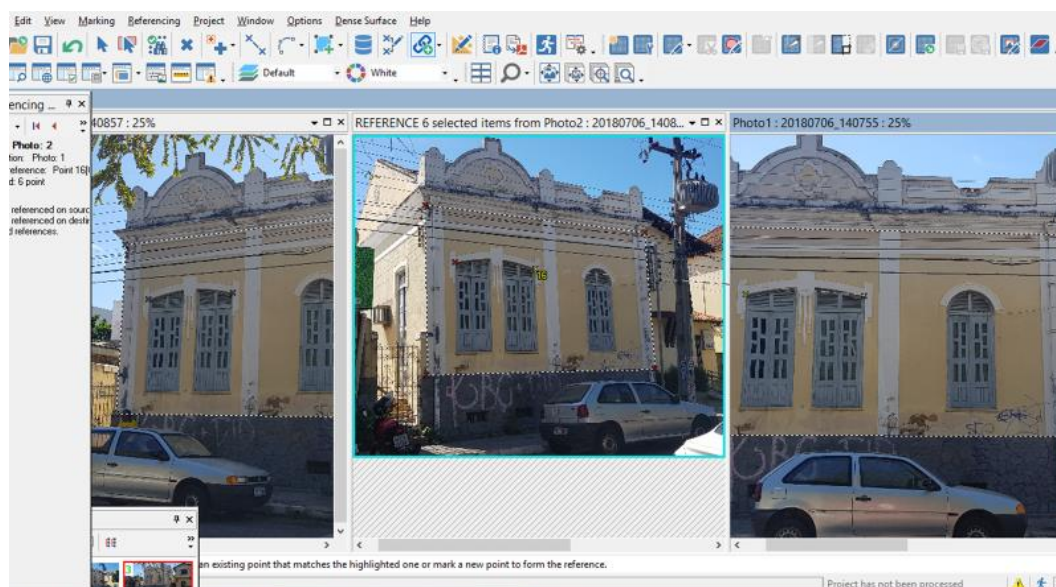 Edit View Marking Referencing Project Window Options Dense Surface Help
Default White
encing ...
40857 : 25%
REFERENCE 6 selected items from Photo2 : 20180706_1408...
Photo1 : 20180706_140755 : 25%
Photo: 2
tion: Photo: 1
eference: Point 16
d: 6 point
referenced on sourc
referenced on destin
d references.
16
3
an existing point that matches the highlighted one or mark a new point to form the reference.
Project has not been processed